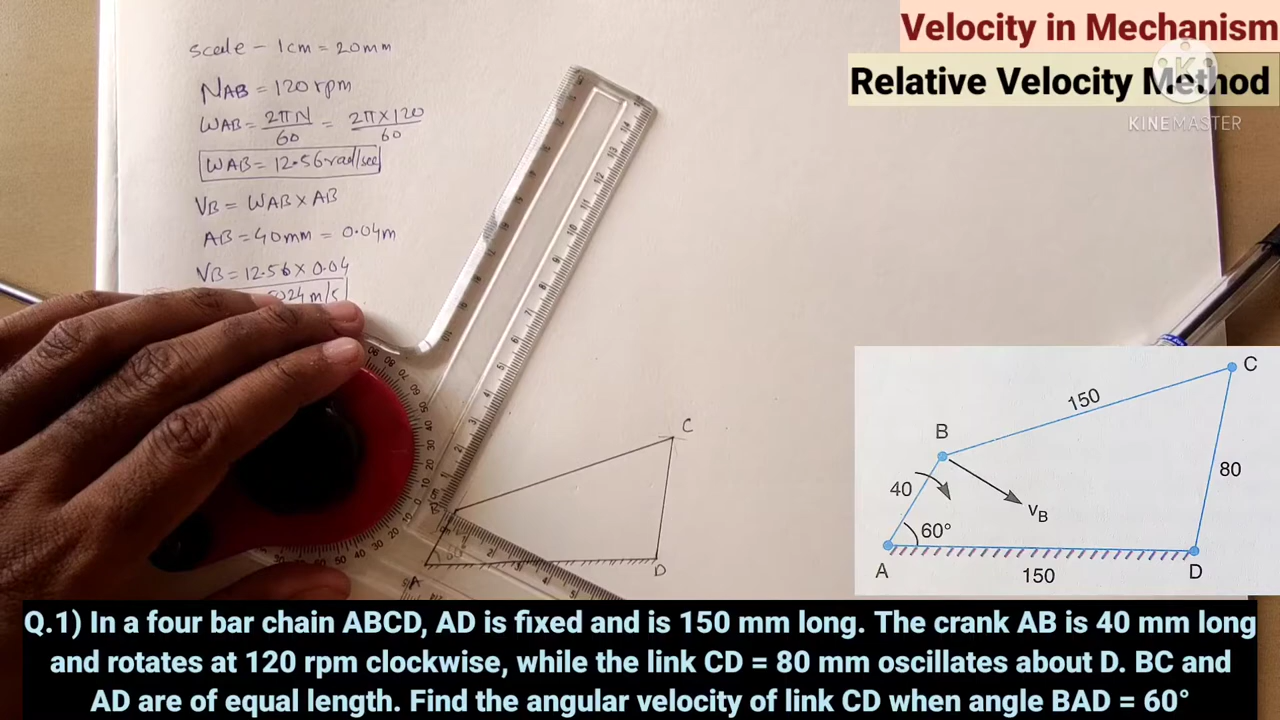 Velocity in Mechanism
Relative Velocity Method
KINEMASTER
Scale - 1cm = 20mm
NAB = 120 rpm
WAB = 2πN/60 = 2π×120/60
WAB = 12.56 rad/sec
VB = WAB × AB
AB = 40mm = 0.04m
VB = 12.56 × 0.04
5024 m/s
C
B
60°
A
D
C
150
B
40
80
VB
60°
A
150
D
Q.1) In a four bar chain ABCD, AD is fixed and is 150 mm long. The crank AB is 40 mm long
and rotates at 120 rpm clockwise, while the link CD = 80 mm oscillates about D. BC and
AD are of equal length. Find the angular velocity of link CD when angle BAD = 60°